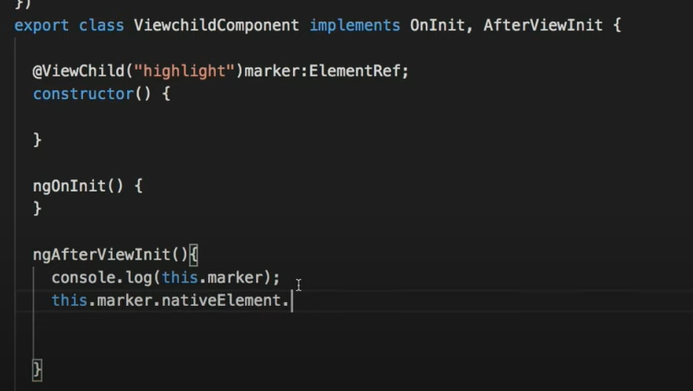 })
export class ViewchildComponent implements OnInit, AfterViewInit {
@ViewChild("highlight")marker:ElementRef;
constructor() {
}
ngOnInit() {
}
ngAfterViewInit(){
console.log(this.marker);
this.marker.nativeElement.
}